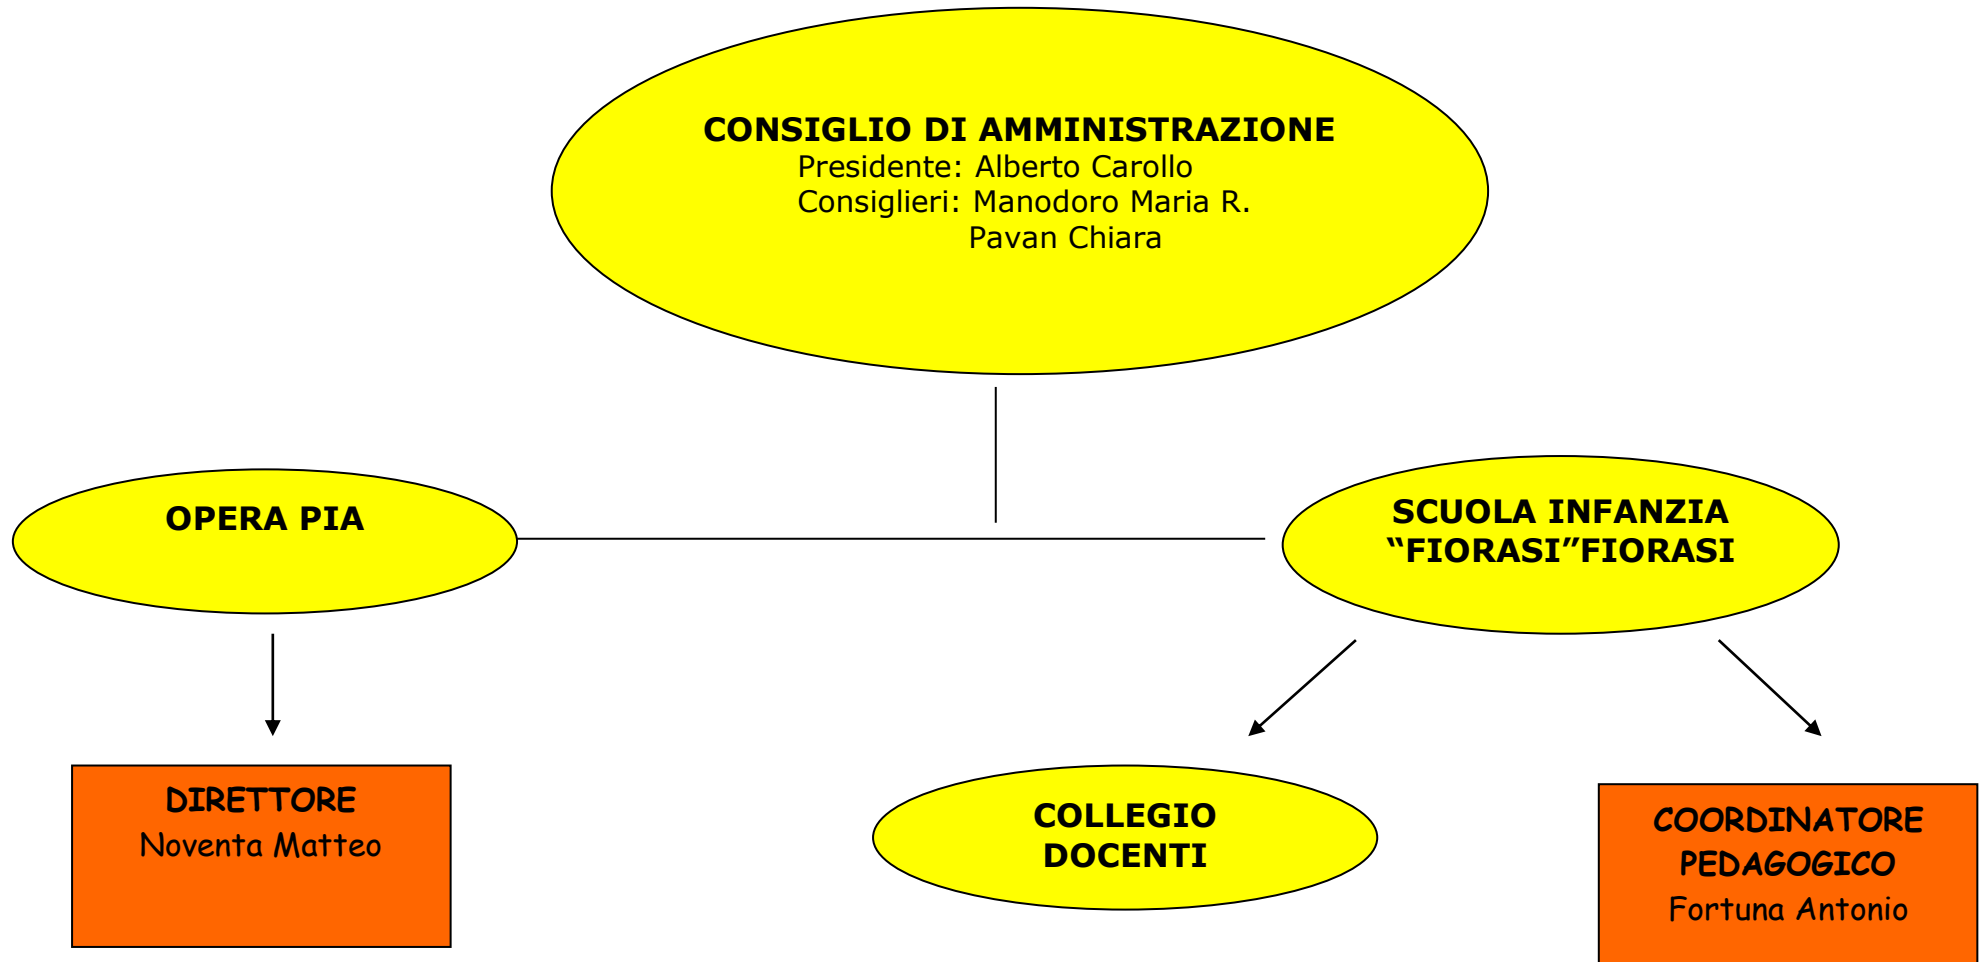 CONSIGLIO DI AMMINISTRAZIONE
Presidente: Alberto Carollo
Consiglieri: Manodoro Maria R.
Pavan Chiara
OPERA PIA
SCUOLA INFANZIA
“FIORASI”FIORASI
DIRETTORE
Noventa Matteo
COLLEGIO
DOCENTI
COORDINATORE
PEDAGOGICO
Fortuna Antonio